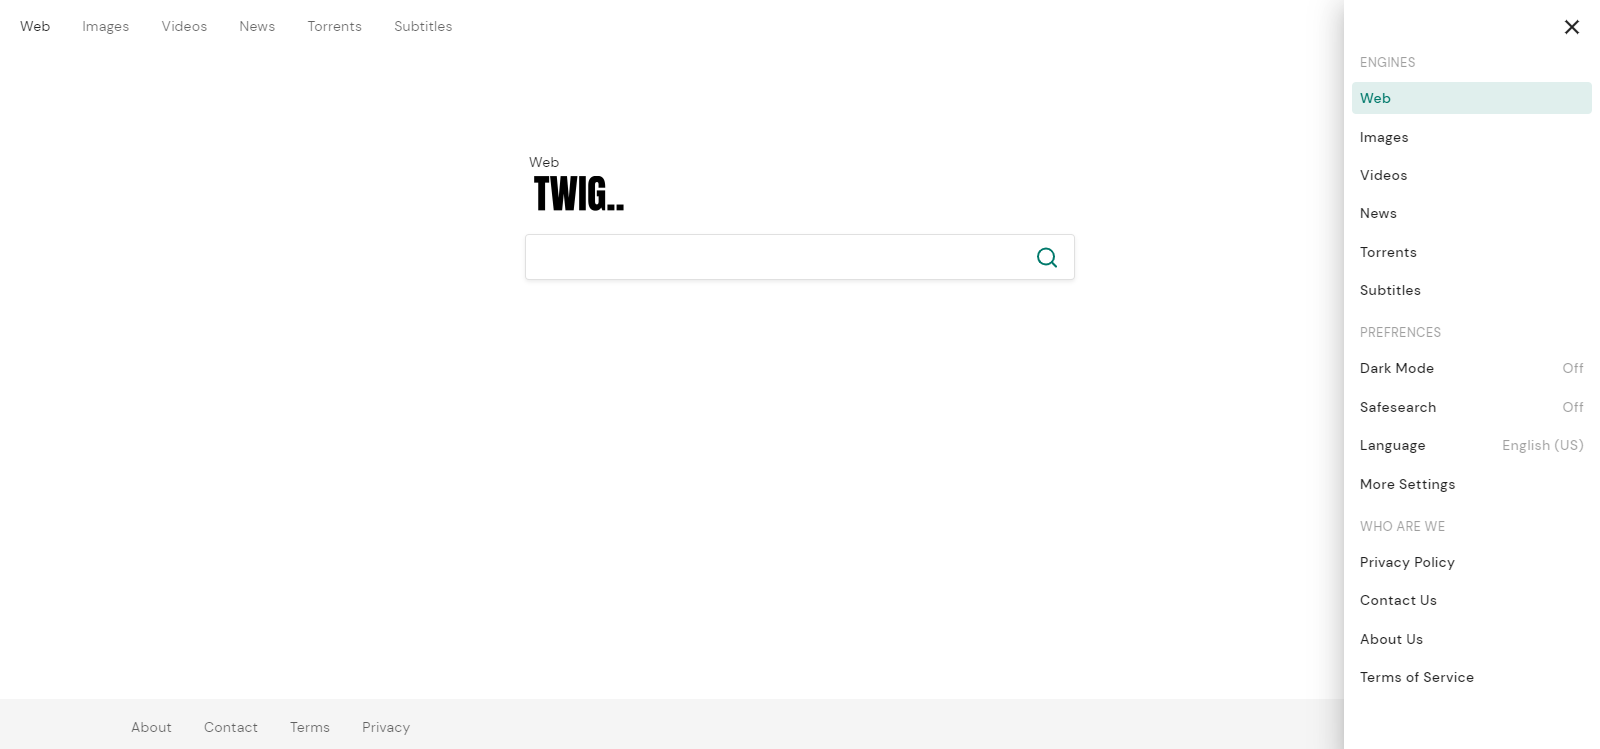 Web Images Videos News Torrents Subtitles
Web
TWIG..
ENGINES
Web
Images
Videos
News
Torrents
Subtitles
PREFRENCES
Dark Mode Off
Safesearch Off
Language English (US)
More Settings
WHO ARE WE
Privacy Policy
Contact Us
About Us
Terms of Service
About Contact Terms Privacy